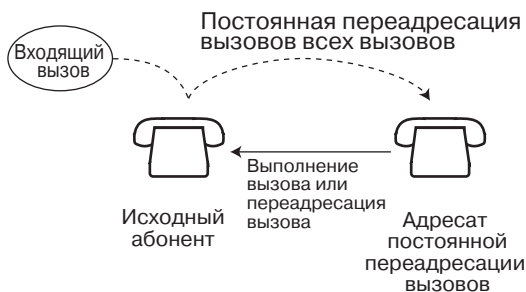 Постоянная переадресация
вызовов всех вызовов
Входящий
вызов
Выполнение
вызова или
переадресация
вызова
Исходный
абонент
Адресат
постоянной
переадресации
вызовов